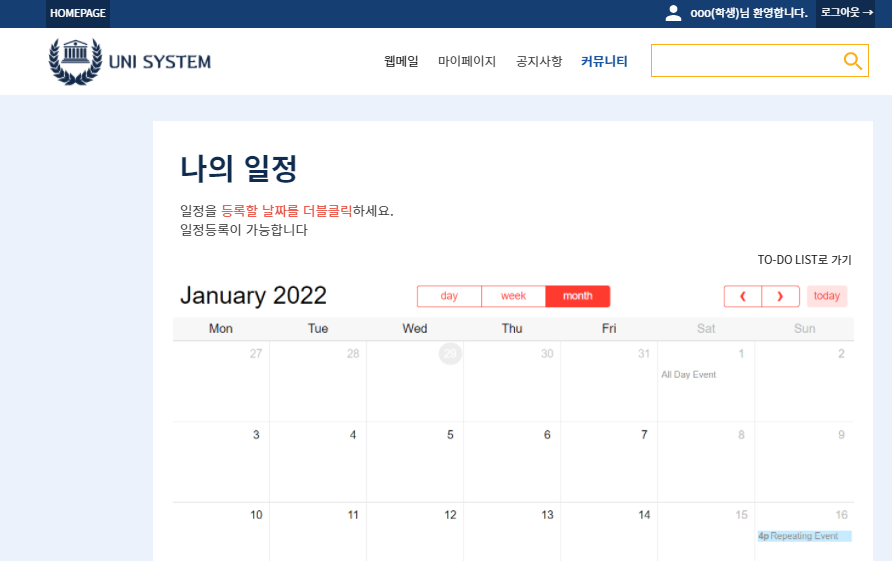 HOMEPAGE
ooo(학생)님 환영합니다.
로그아웃 →
UNI SYSTEM
웹메일 마이페이지 공지사항 커뮤니티
나의 일정
일정을 등록할 날짜를 더블클릭하세요.
일정등록이 가능합니다
TO-DO LIST로 가기
January 2022
day week month
❮ ❯ today
Mon Tue Wed Thu Fri Sat Sun
27 28 29 30 31 1 2
All Day Event
3 4 5 6 7 8 9
10 11 12 13 14 15 16
4p Repeating Event